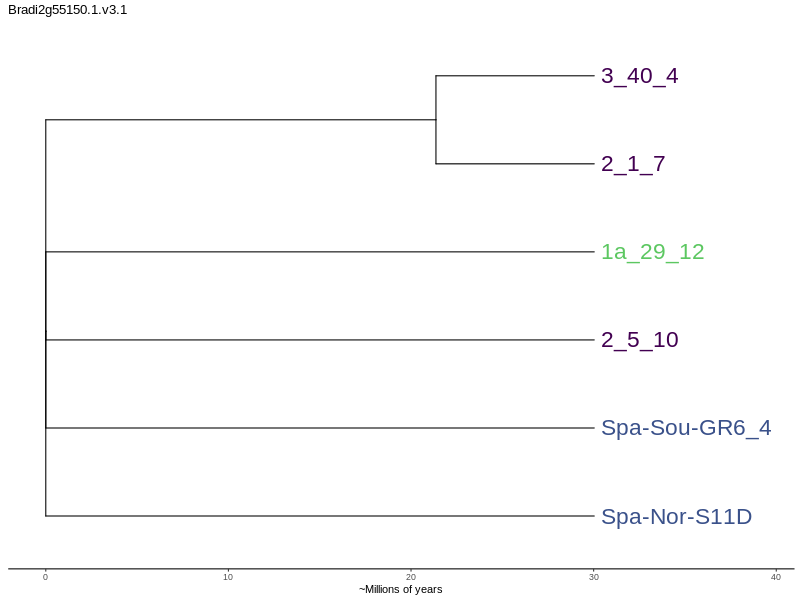 Bradi2g55150.1.v3.1
3_40_4
2_1_7
1a_29_12
2_5_10
Spa-Sou-GR6_4
Spa-Nor-S11D
0 10 20 30 40
~Millions of years